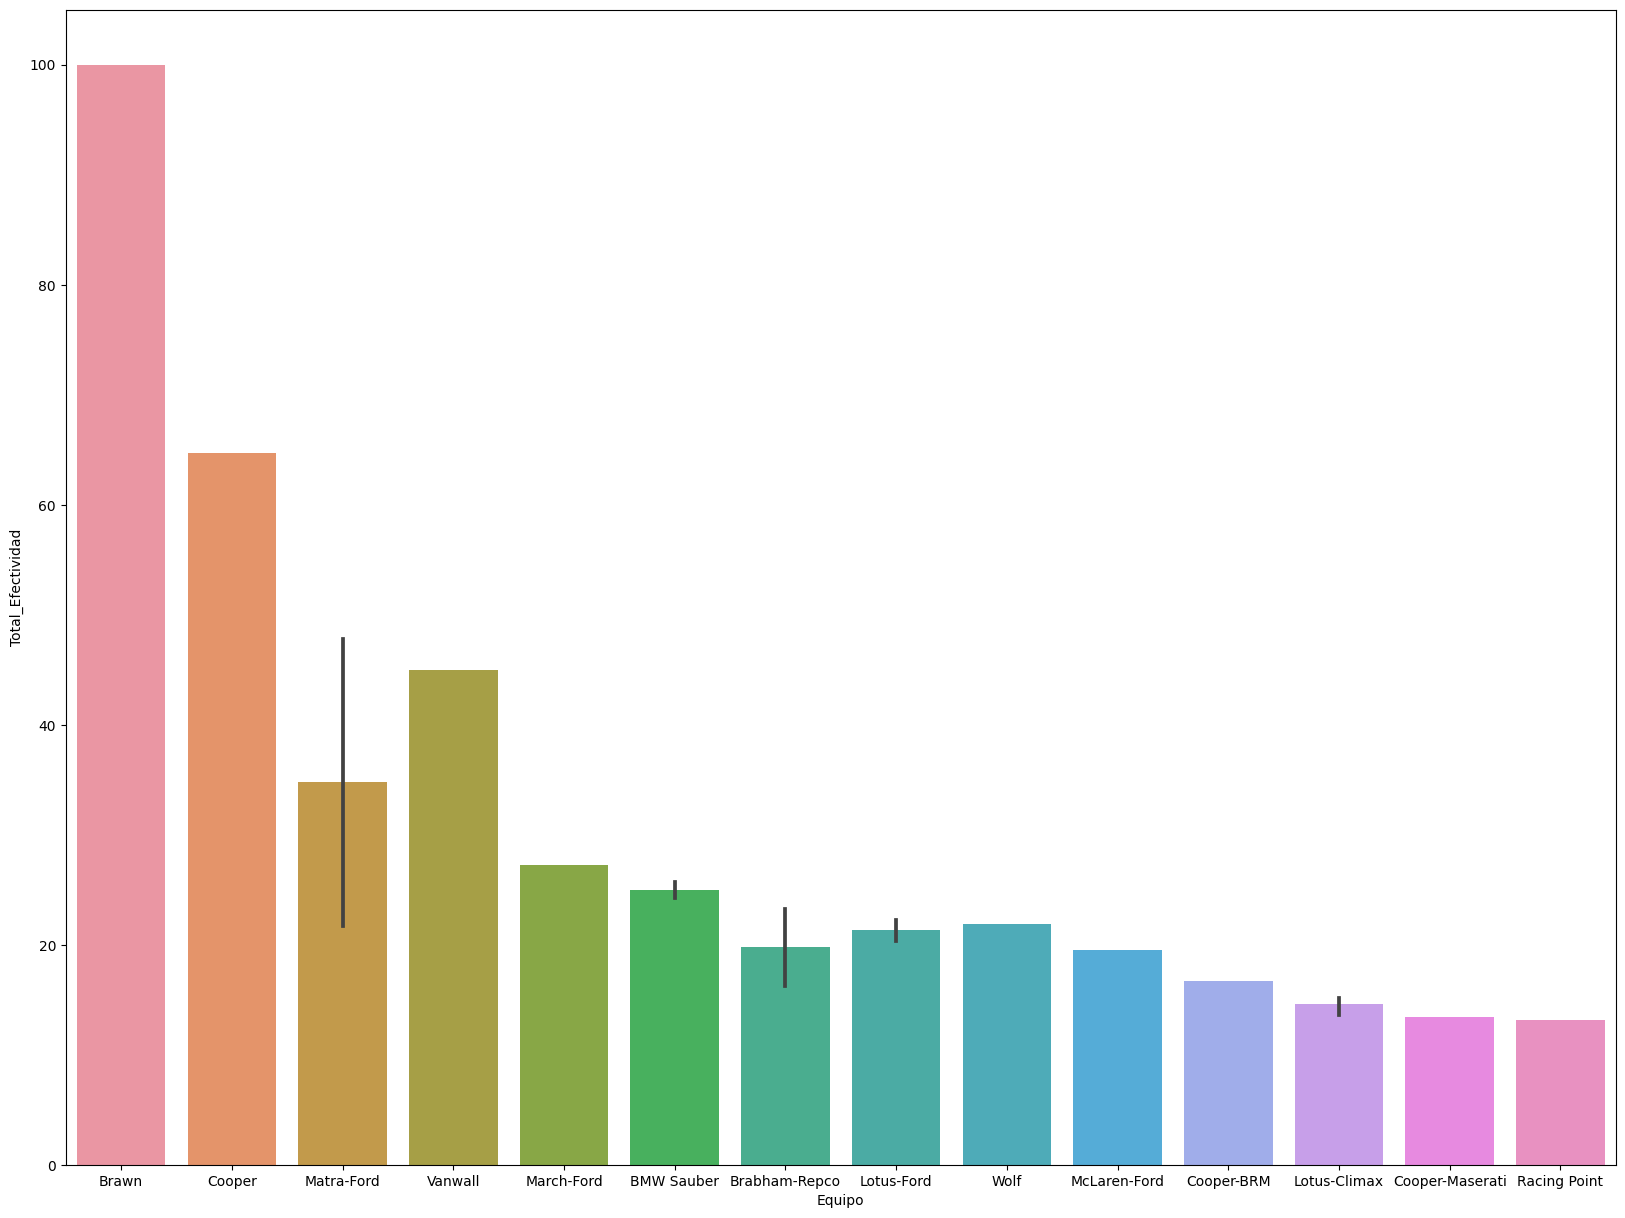 100
80
60
40
20
0
Total_Efectividad
Brawn Cooper Matra-Ford Vanwall March-Ford BMW Sauber Brabham-Repco Lotus-Ford Wolf McLaren-Ford Cooper-BRM Lotus-Climax Cooper-Maserati Racing Point
Equipo